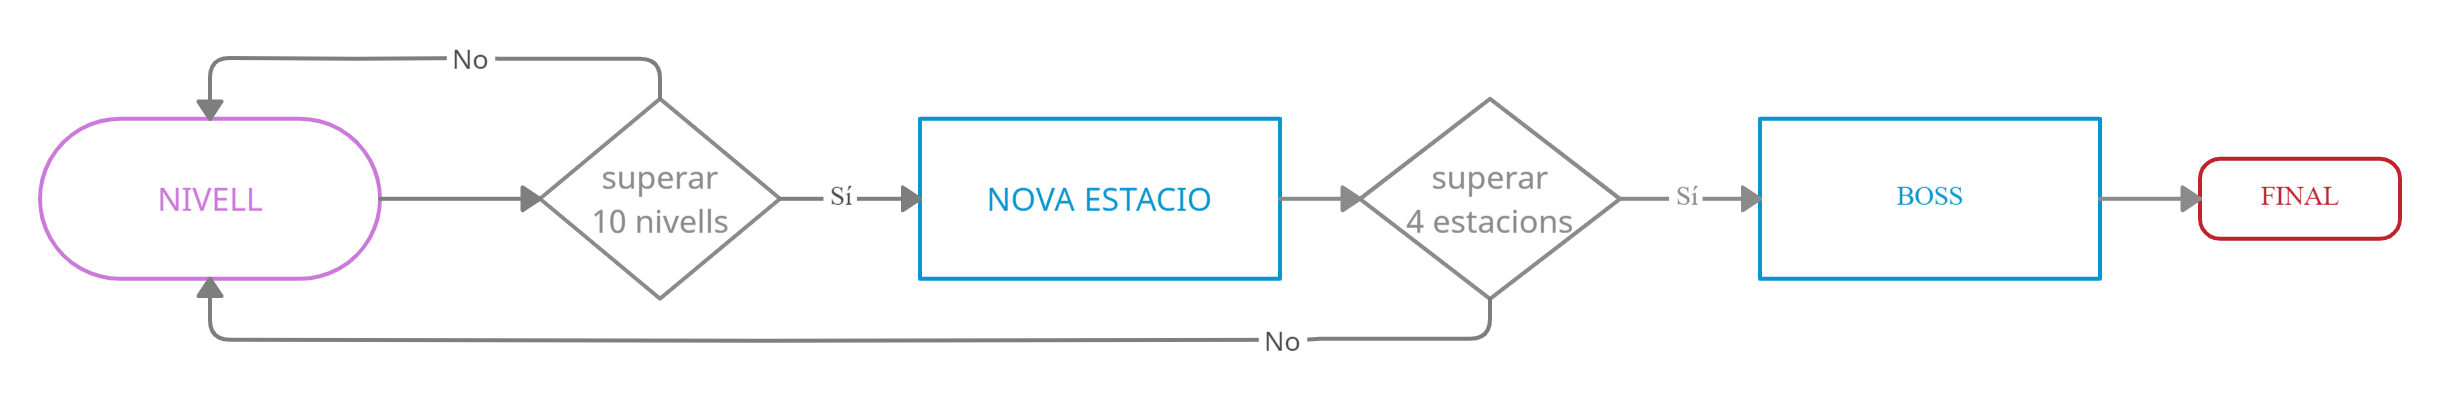 No
NIVELL
superar
10 nivells
Sí
NOVA ESTACIO
superar
4 estacions
Sí
BOSS
FINAL
No